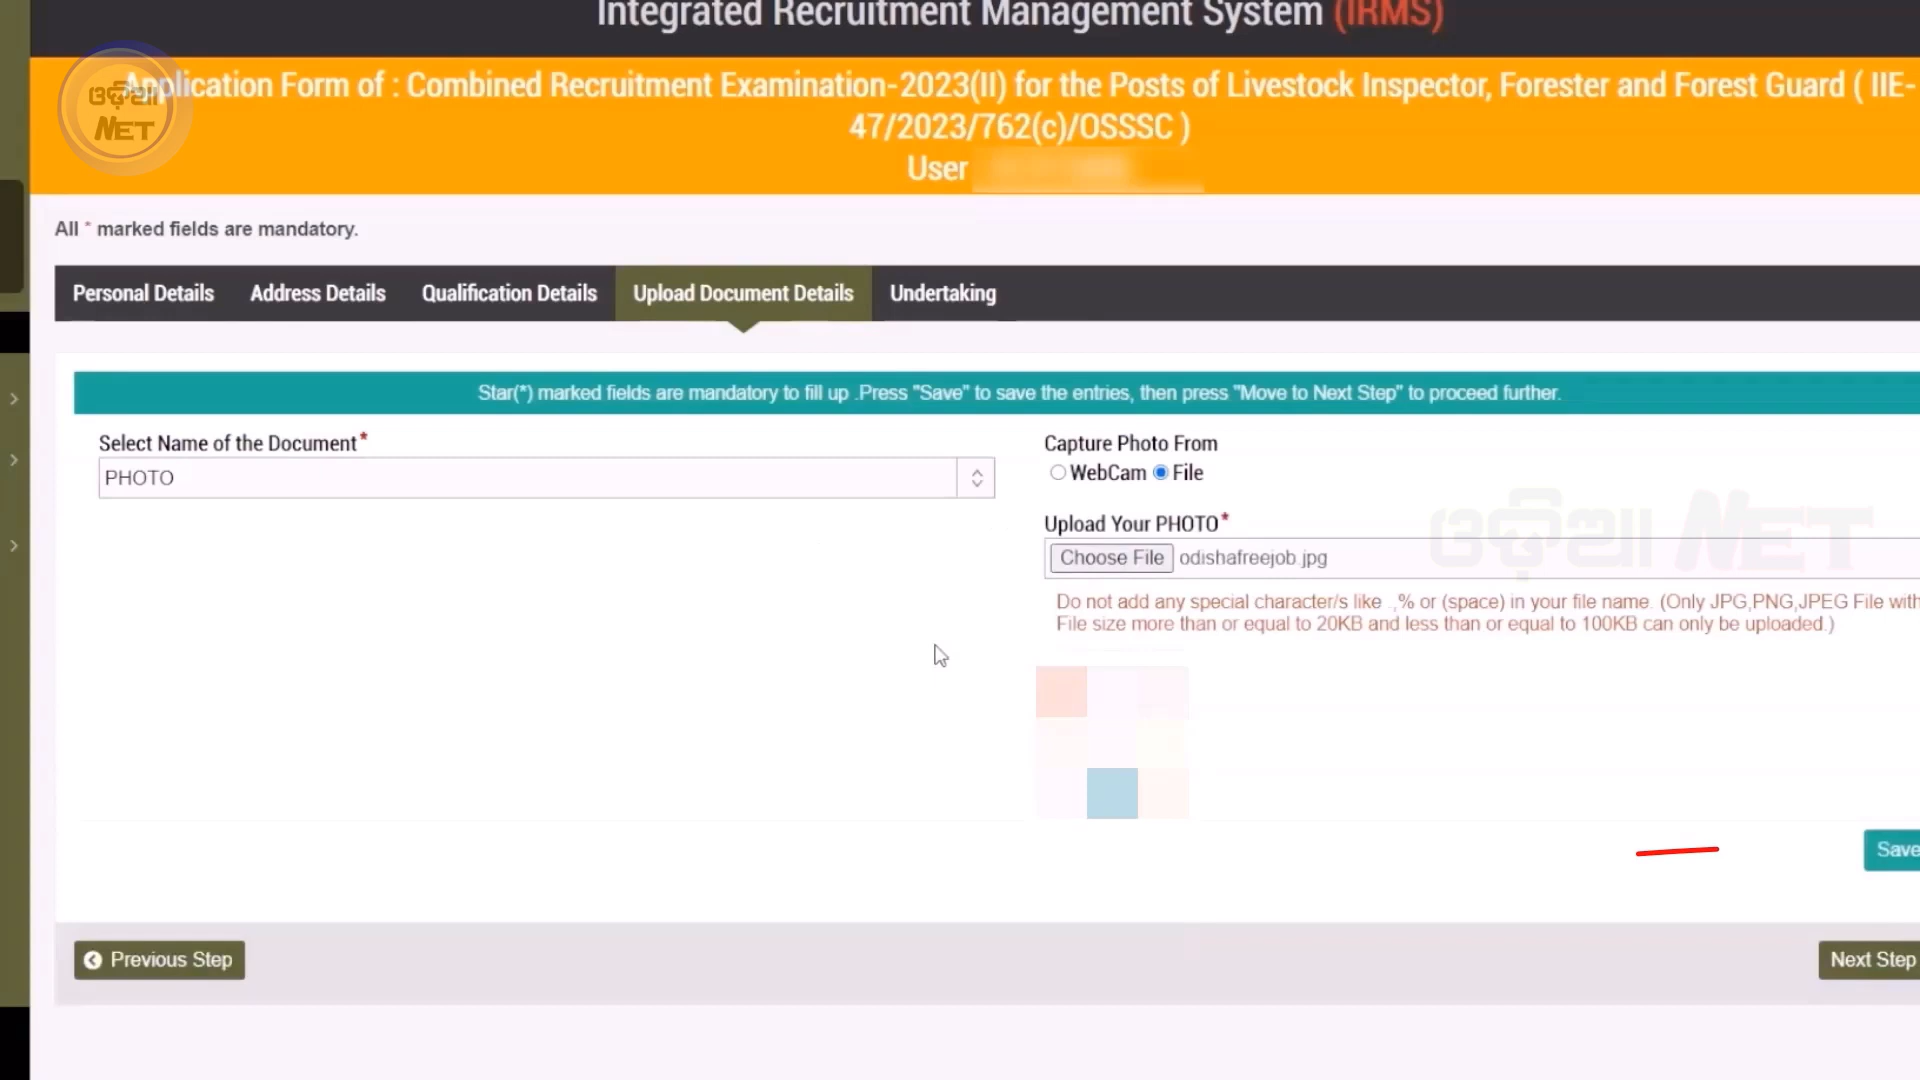 Integrated Recruitment Management System (IRMS)
Application Form of : Combined Recruitment Examination-2023(II) for the Posts of Livestock Inspector, Forester and Forest Guard ( IIE-
47/2023/762(c)/OSSSC )
User
ଓଡ଼ିଆ
NET
All * marked fields are mandatory.
Personal Details Address Details Qualification Details Upload Document Details Undertaking
Star(*) marked fields are mandatory to fill up .Press "Save" to save the entries, then press "Move to Next Step" to proceed further.
Select Name of the Document*
PHOTO
Capture Photo From
WebCam File
Upload Your PHOTO*
Choose File odishafreejob.jpg
ଓଡ଼ିଆ NET
Do not add any special character/s like .,% or (space) in your file name. (Only JPG,PNG,JPEG File with
File size more than or equal to 20KB and less than or equal to 100KB can only be uploaded.)
Save
Previous Step
Next Step